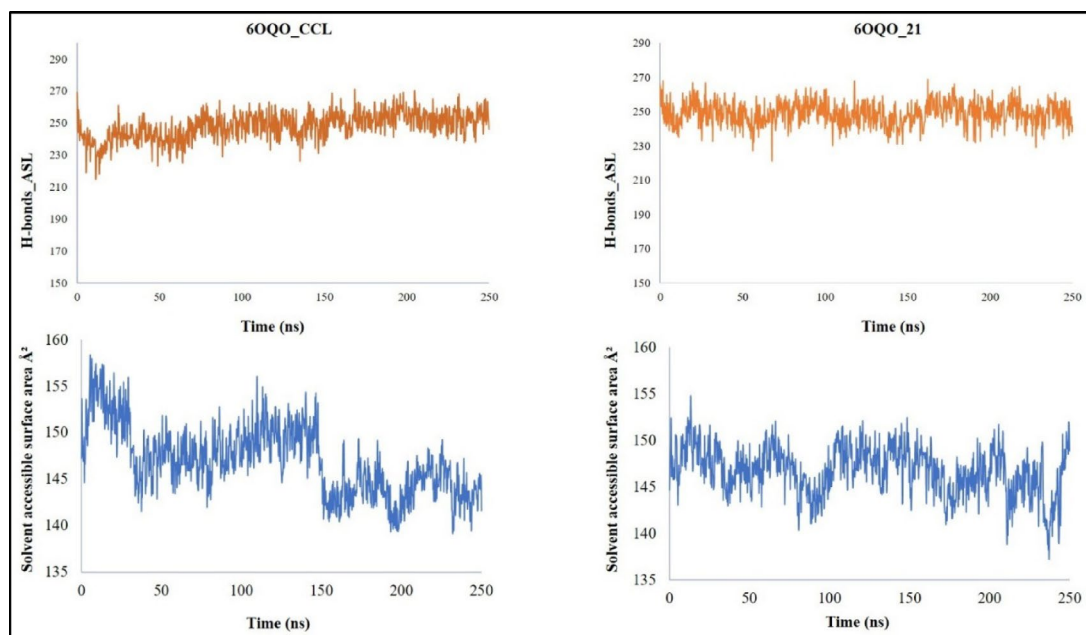 6OQO_CCL
290
270
250
230
210
190
170
150
H-bonds_ASL
0 50 100 150 200 250
Time (ns)
6OQO_21
290
270
250
230
210
190
170
150
H-bonds_ASL
0 50 100 150 200 250
Time (ns)
160
155
150
145
140
135
Solvent accessible surface area Å²
0 50 100 150 200 250
Time (ns)
160
155
150
145
140
135
Solvent accessible surface area Å²
0 50 100 150 200 250
Time (ns)